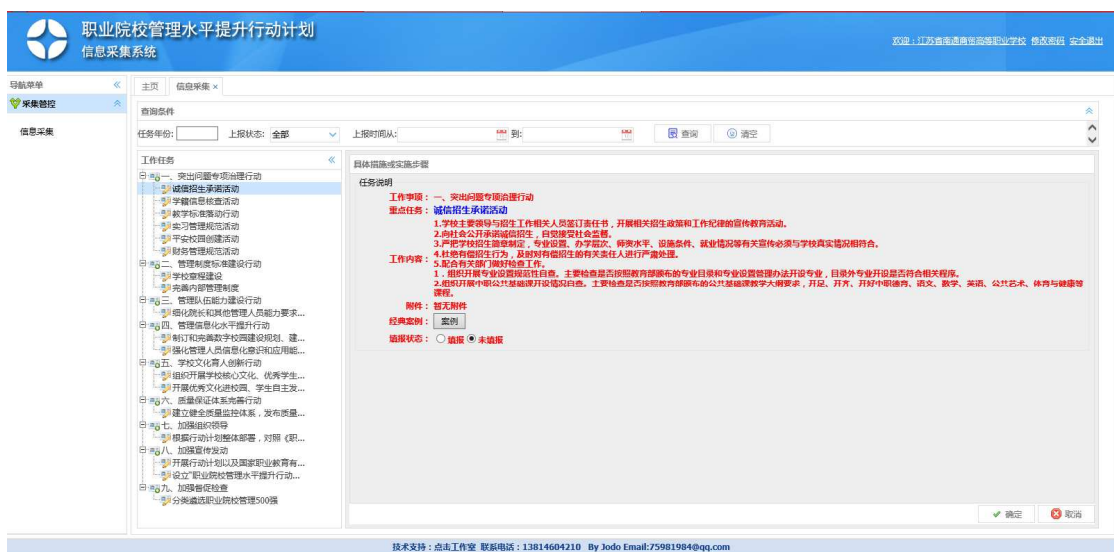 职业院校管理水平提升行动计划
信息采集系统
欢迎：江苏省南通商贸高等职业学校 修改密码 安全退出
导航菜单
采集管控
信息采集
主页 信息采集 ×
查询条件
任务年份: 上报状态: 全部 上报时间从: 到: 查询 清空
工作任务
一、突出问题专项治理行动
诚信招生承诺活动
学籍信息核查活动
教学标准落动行动
实习管理规范活动
平安校园创建活动
财务管理规范活动
二、管理制度标准建设行动
学校章程建设
完善内部管理制度
三、管理队伍能力建设行动
细化院长和其他管理人员能力要求...
四、管理信息化水平提升行动
制订和完善数字校园建设规划、建...
强化管理人员信息化意识和应用能...
五、学校文化育人创新行动
组织开展学校核心文化、优秀学生...
开展优秀文化进校园、学生自主发...
六、质量保证体系完善行动
建立健全质量监控体系，发布质量...
七、加强组织领导
根据行动计划整体部署，对照《职...
八、加强宣传发动
开展行动计划以及国家职业教育有...
设立"职业院校管理水平提升行动...
九、加强督促检查
分类遴选职业院校管理500强
具体措施或实施步骤
任务说明
工作事项： 一、突出问题专项治理行动
重点任务： 诚信招生承诺活动
工作内容：
1.学校主要领导与招生工作相关人员签订责任书，开展相关招生政策和工作纪律的宣传教育活动。
2.向社会公开承诺诚信招生，自觉接受社会监督。
3.严把学校招生简章制定，专业设置、办学层次、师资水平、设施条件、就业情况等有关宣传必须与学校真实情况相符合。
4.杜绝有偿招生行为，及时对有偿招生的有关责任人进行严肃处理。
5.配合有关部门做好检查工作。
1．组织开展专业设置规范性自查。主要检查是否按照教育部颁布的专业目录和专业设置管理办法开设专业，目录外专业开设是否符合相关程序。
2.组织开展中职公共基础课开设情况自查。主要检查是否按照教育部颁布的公共基础课教学大纲要求，开足、开齐、开好中职德育、语文、数学、英语、公共艺术、体育与健康等
课程。
附件： 暂无附件
经典案例： 案例
填报状态： 填报 未填报
确定 取消
技术支持：点击工作室 联系电话：13814604210 By Jodo Email:75981984@qq.com